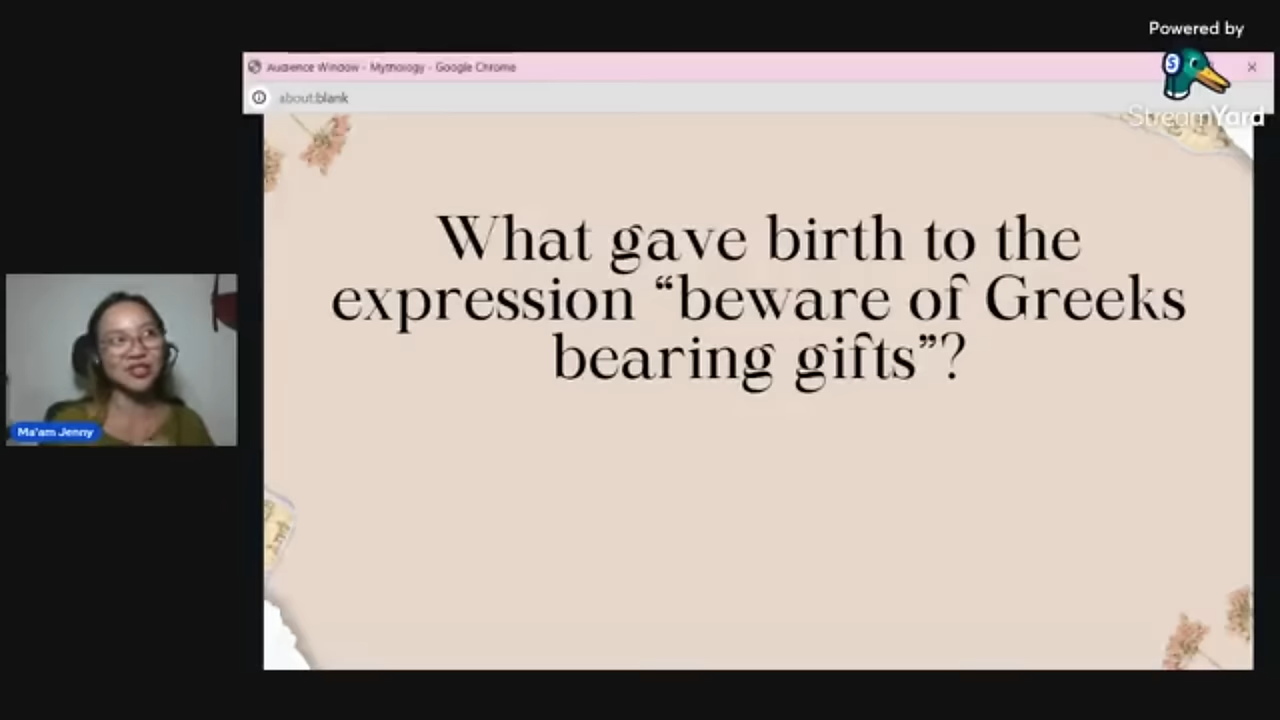 Powered by
StreamYard
Audience Window - Mythology - Google Chrome
about:blank
What gave birth to the
expression “beware of Greeks
bearing gifts”?
Ma'am Jenny